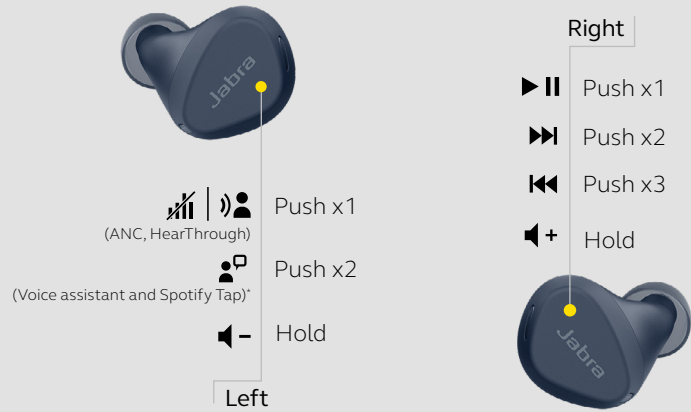 Jabra
Push x1
(ANC, HearThrough)
Push x2
(Voice assistant and Spotify Tap)*
Hold
Left
Right
Push x1
Push x2
Push x3
Hold
Jabra